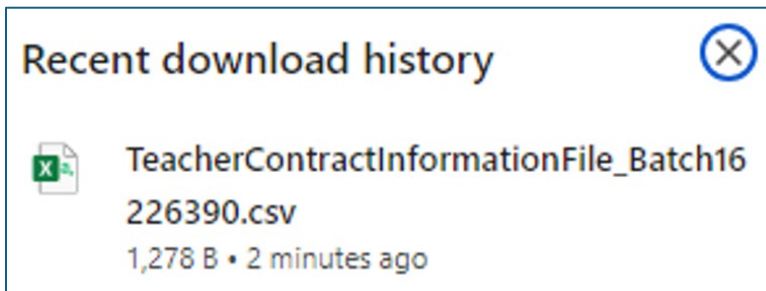 Recent download history
TeacherContractInformationFile_Batch16
226390.csv
1,278 B • 2 minutes ago